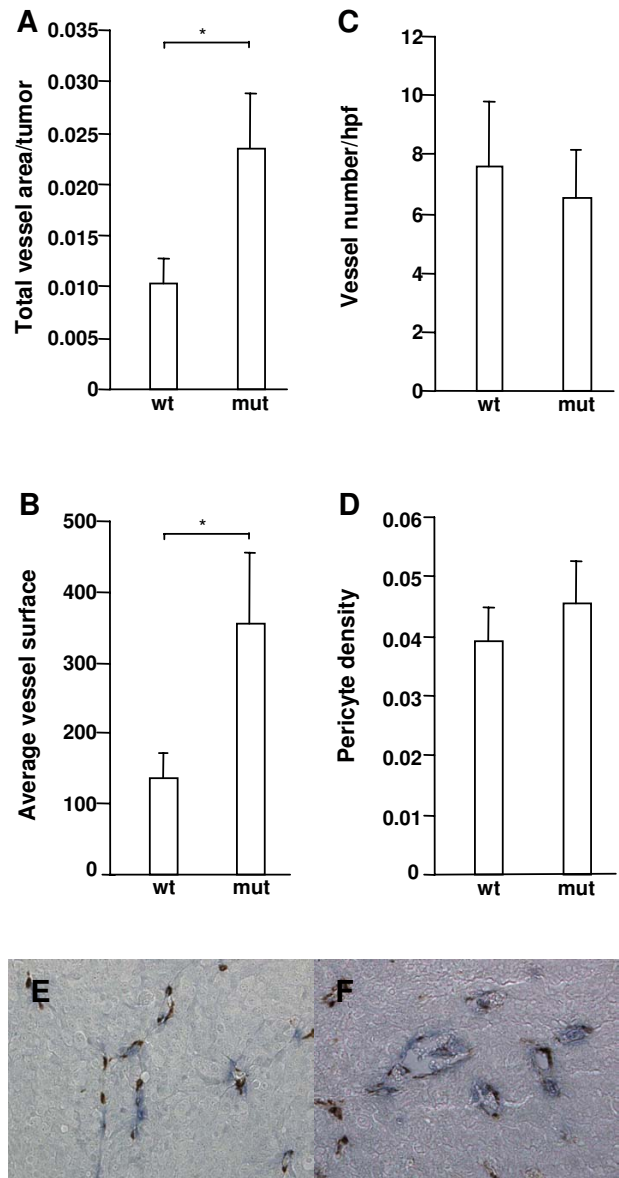 A
Total vessel area/tumor
0.035
0.030
0.025
0.020
0.015
0.010
0.005
0
*
wt
mut
C
Vessel number/hpf
12
10
8
6
4
2
0
wt
mut
B
Average vessel surface
500
400
300
200
100
0
*
wt
mut
D
Pericyte density
0.06
0.05
0.04
0.03
0.02
0.01
0
wt
mut
E
F